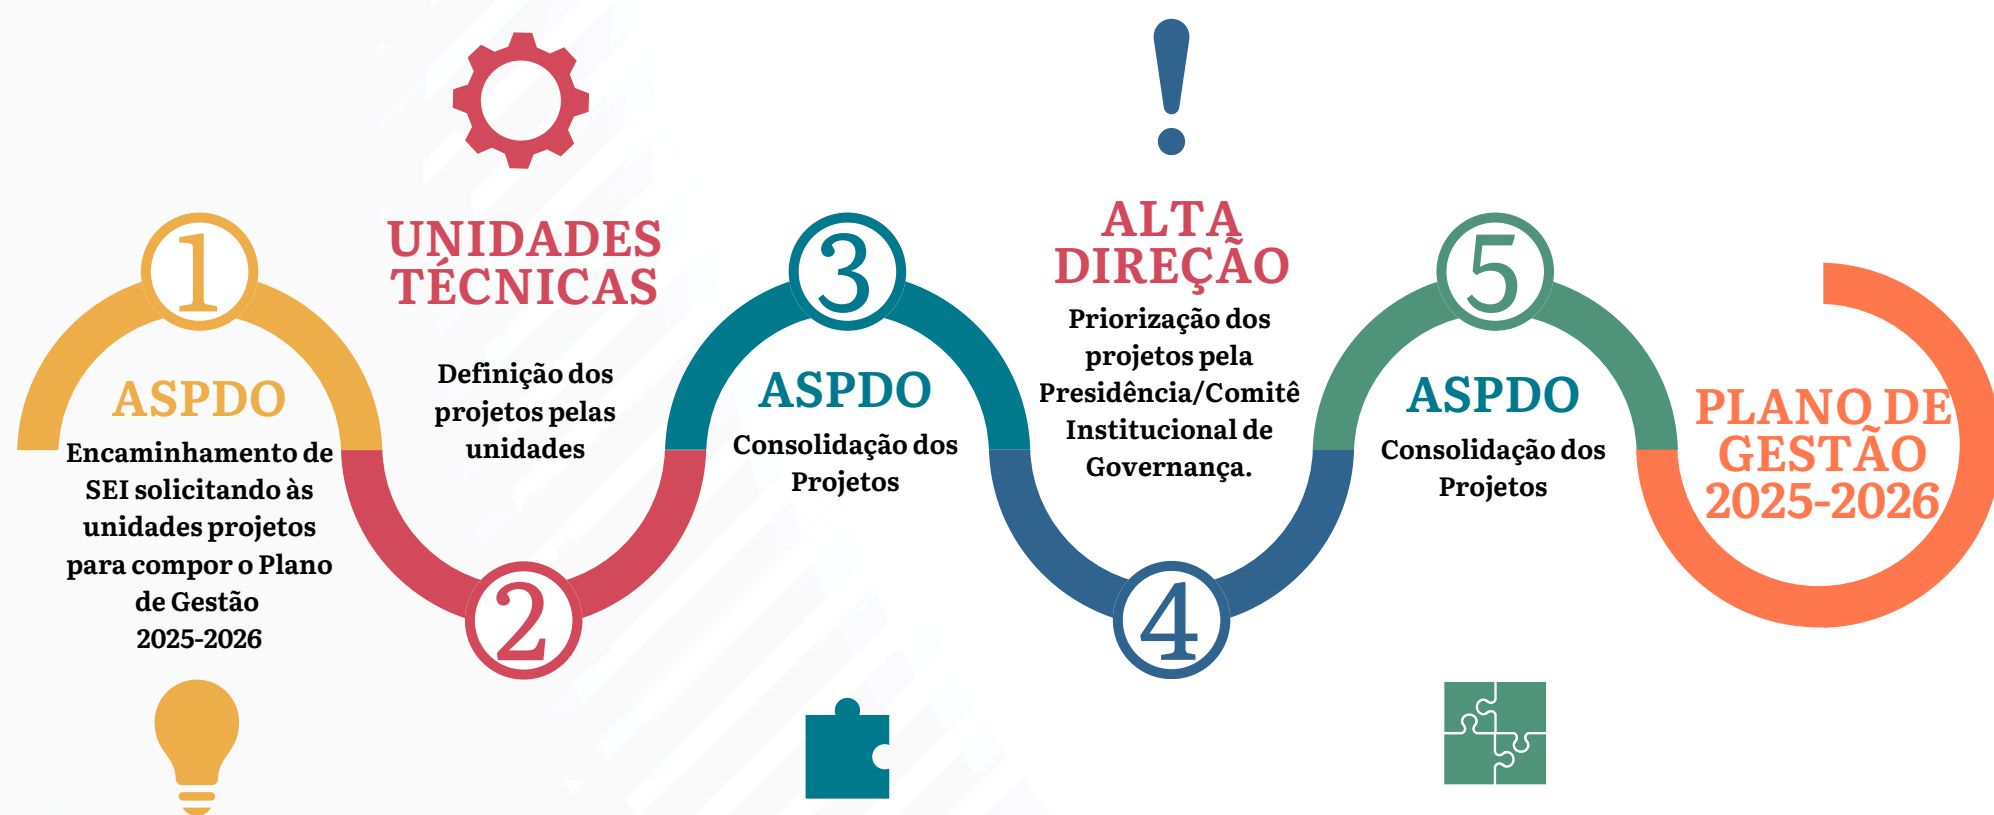 1
ASPDO
Encaminhamento de
SEI solicitando às
unidades projetos
para compor o Plano
de Gestão
2025-2026
UNIDADES
TÉCNICAS
Definição dos
projetos pelas
unidades
2
3
ASPDO
Consolidação dos
Projetos
ALTA
DIREÇÃO
Priorização dos
projetos pela
Presidência/Comitê
Institucional de
Governança.
4
5
ASPDO
Consolidação dos
Projetos
PLANO DE
GESTÃO
2025-2026